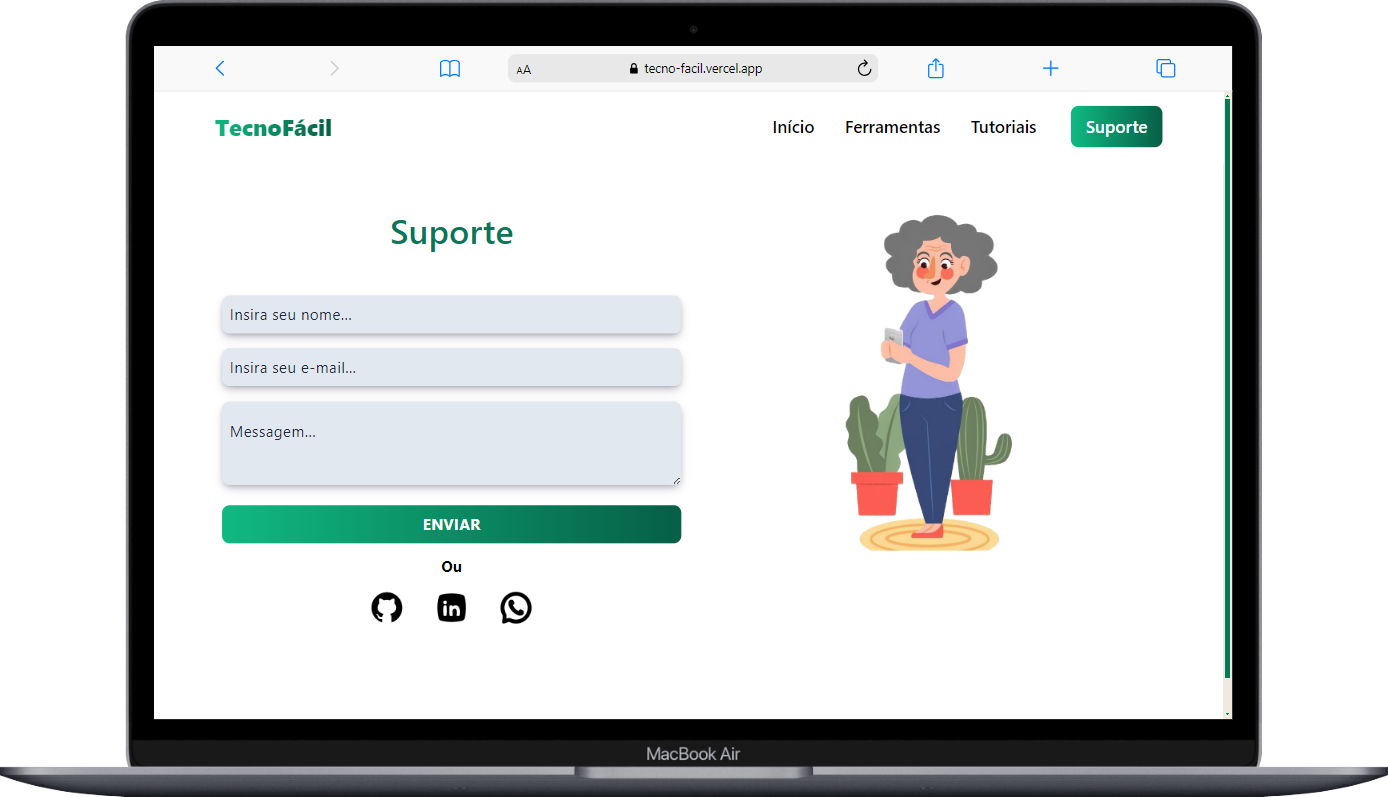 AA tecno-facil.vercel.app
TecnoFácil Início Ferramentas Tutoriais Suporte
Suporte
Insira seu nome...
Insira seu e-mail...
Messagem...
ENVIAR
Ou
in
MacBook Air